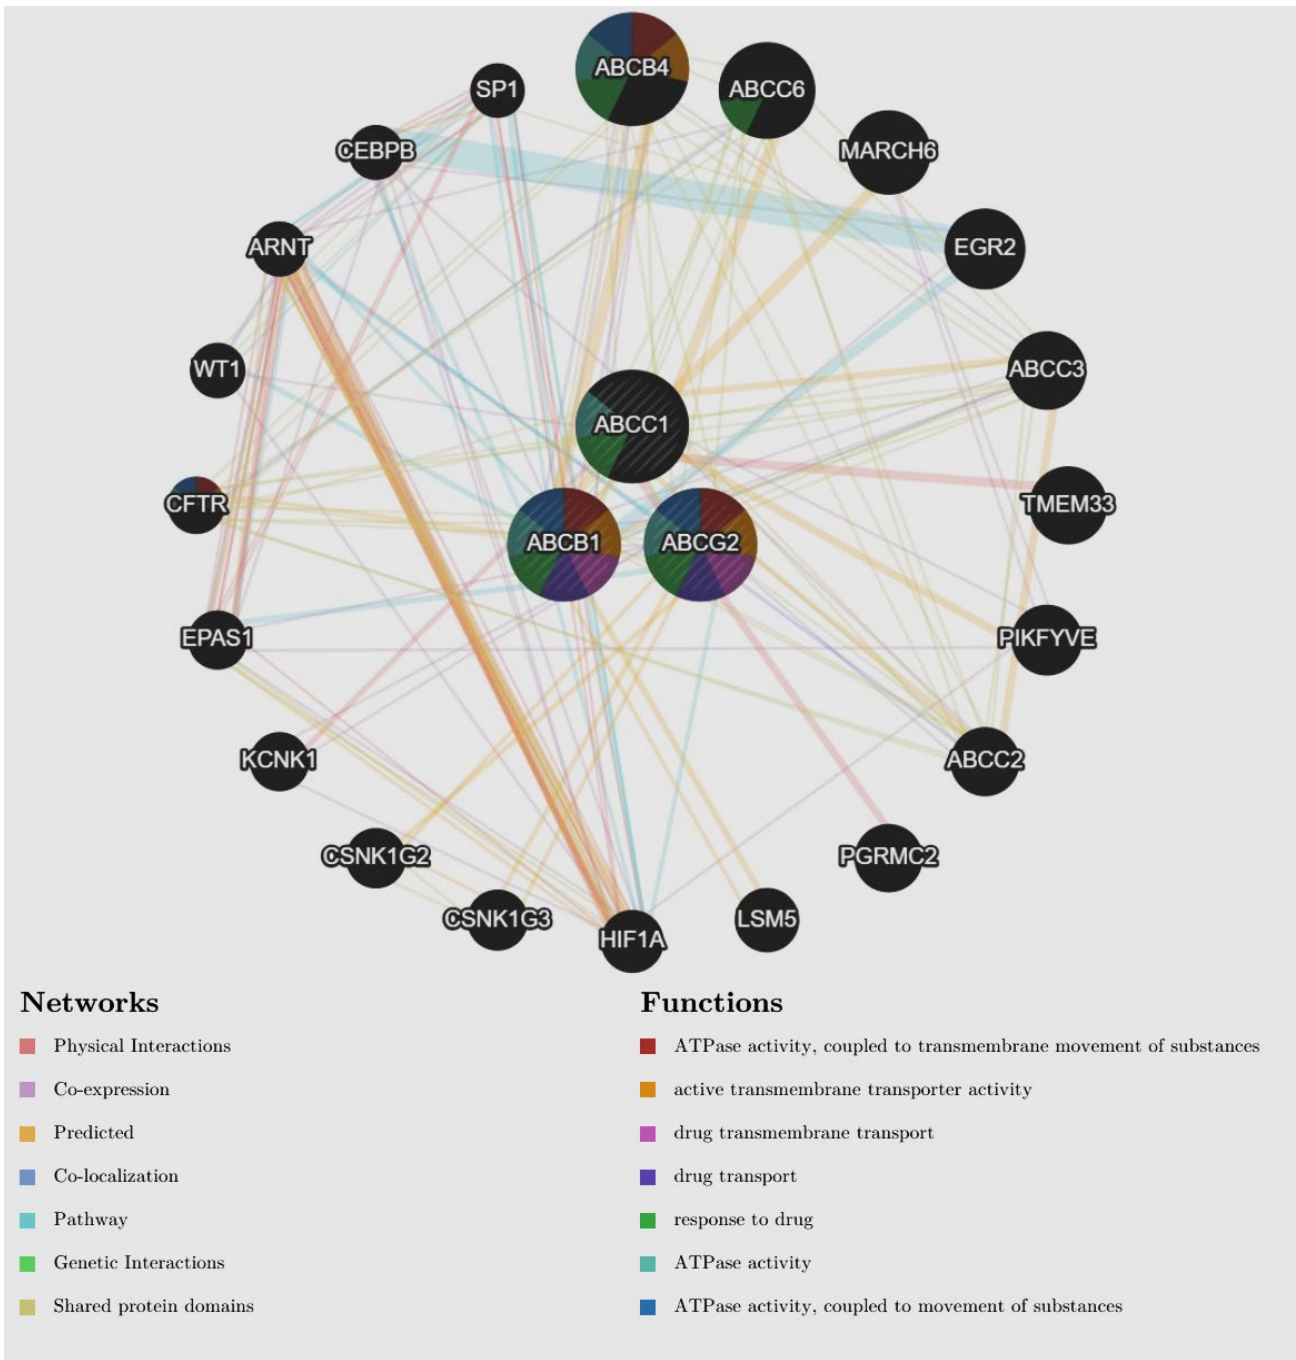 ABCB4
SP1
ABCC6
CEBPB
MARCH6
ARNT
EGR2
WT1
ABCC3
ABCC1
CFTR
TMEM33
ABCB1
ABCG2
EPAS1
PIKFYVE
KCNK1
ABCC2
CSNK1G2
PGRMC2
CSNK1G3
HIF1A
LSM5
Networks
Physical Interactions
Co-expression
Predicted
Co-localization
Pathway
Genetic Interactions
Shared protein domains
Functions
ATPase activity, coupled to transmembrane movement of substances
active transmembrane transporter activity
drug transmembrane transport
drug transport
response to drug
ATPase activity
ATPase activity, coupled to movement of substances